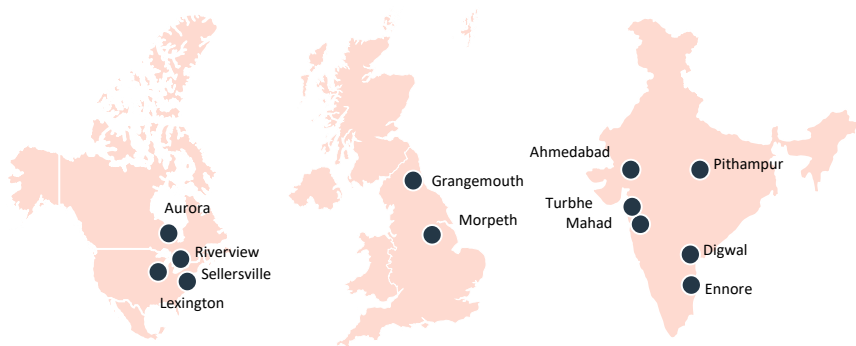 Aurora
Riverview
Sellersville
Lexington
Grangemouth
Morpeth
Ahmedabad
Pithampur
Turbhe
Mahad
Digwal
Ennore